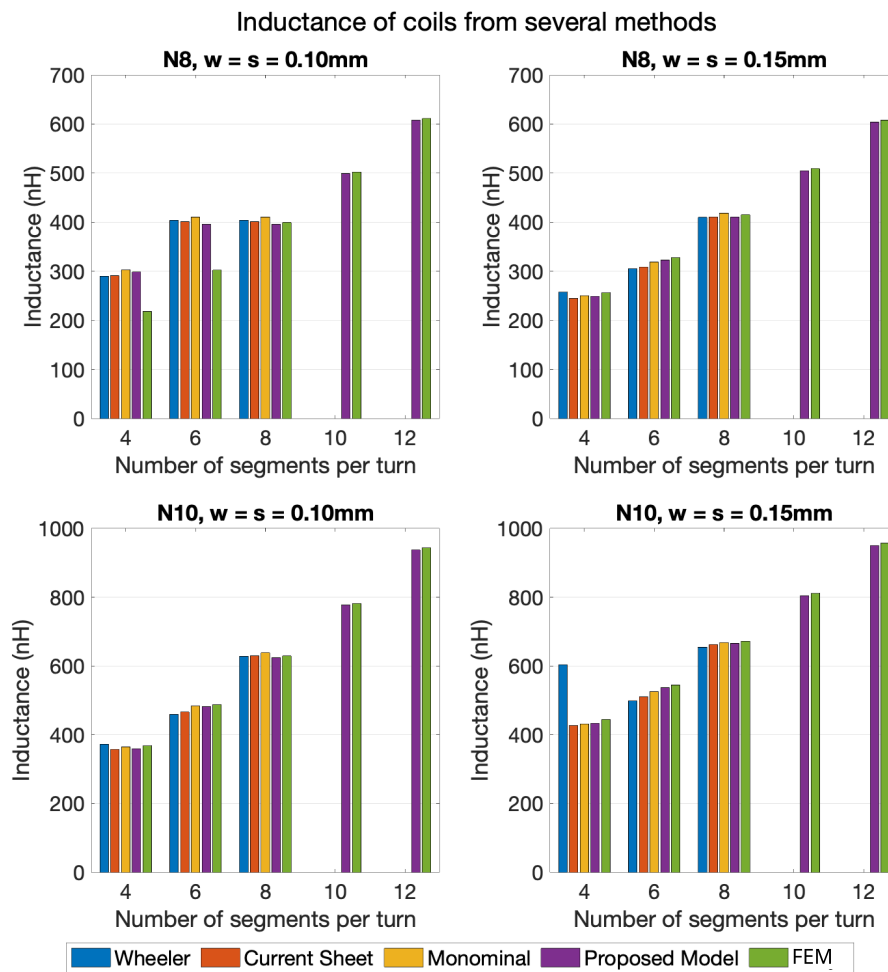 Inductance of coils from several methods
N8, w = s = 0.10mm
700
600
500
400
300
200
100
0
Inductance (nH)
4 6 8 10 12
Number of segments per turn
N8, w = s = 0.15mm
700
600
500
400
300
200
100
0
Inductance (nH)
4 6 8 10 12
Number of segments per turn
N10, w = s = 0.10mm
1000
800
600
400
200
0
Inductance (nH)
4 6 8 10 12
Number of segments per turn
N10, w = s = 0.15mm
1000
800
600
400
200
0
Inductance (nH)
4 6 8 10 12
Number of segments per turn
Wheeler Current Sheet Monominal Proposed Model FEM